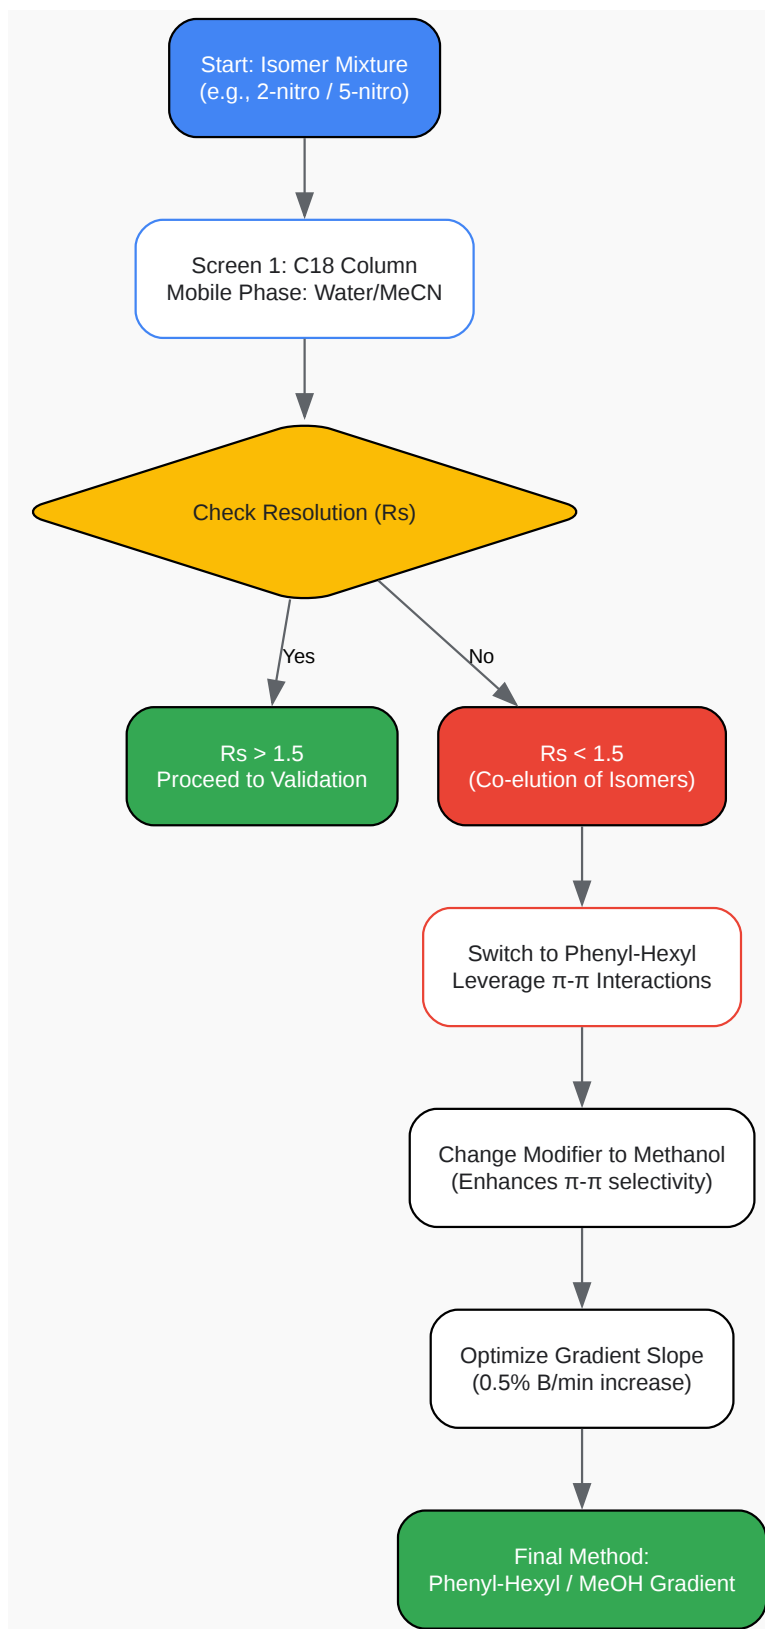 Start: Isomer Mixture
(e.g., 2-nitro / 5-nitro)
Screen 1: C18 Column
Mobile Phase: Water/MeCN
Check Resolution (Rs)
Yes
No
Rs > 1.5
Proceed to Validation
Rs < 1.5
(Co-elution of Isomers)
Switch to Phenyl-Hexyl
Leverage π-π Interactions
Change Modifier to Methanol
(Enhances π-π selectivity)
Optimize Gradient Slope
(0.5% B/min increase)
Final Method:
Phenyl-Hexyl / MeOH Gradient